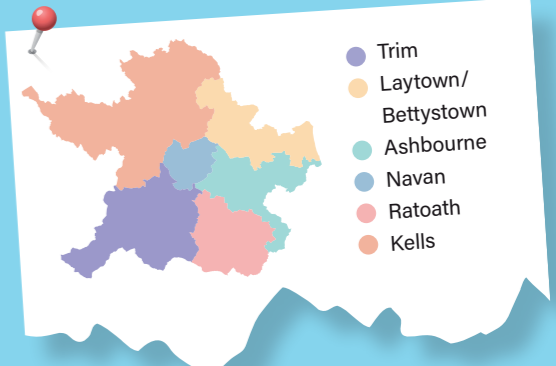 Trim
Laytown/
Bettystown
Ashbourne
Navan
Ratoath
Kells